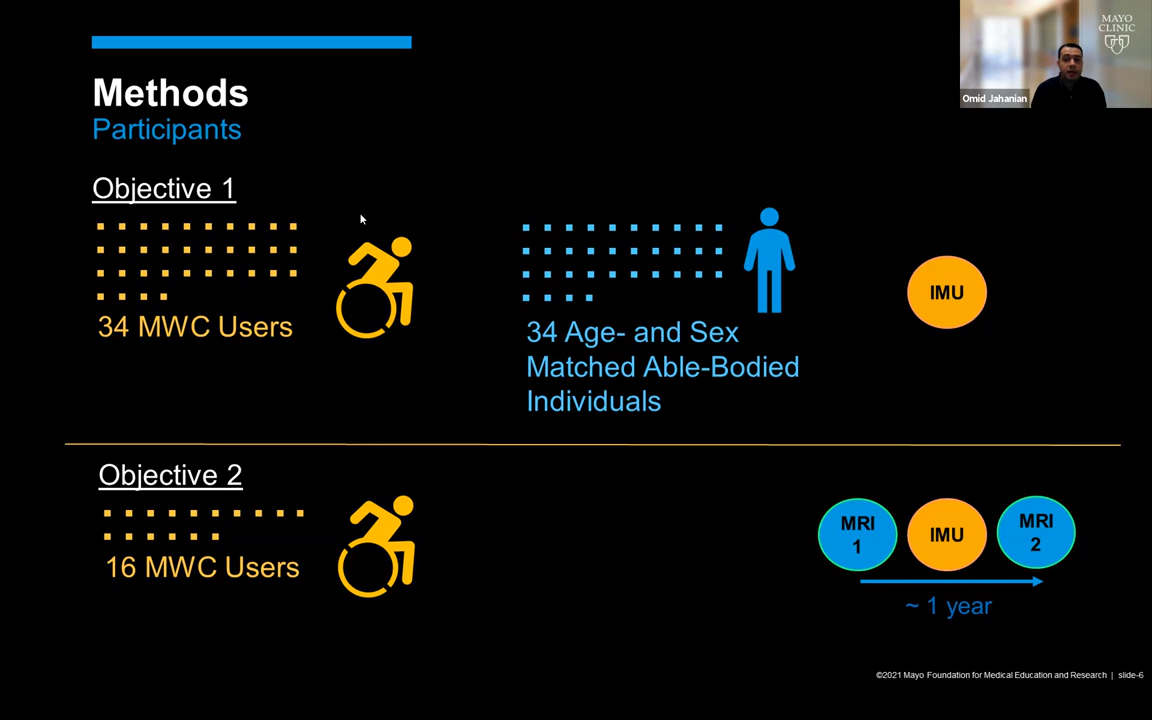 MAYO
CLINIC
Omid Jahanian
Methods
Participants
Objective 1
34 MWC Users
34 Age- and Sex
Matched Able-Bodied
Individuals
IMU
Objective 2
16 MWC Users
MRI
1
IMU
MRI
2
~ 1 year
©2021 Mayo Foundation for Medical Education and Research | slide-6